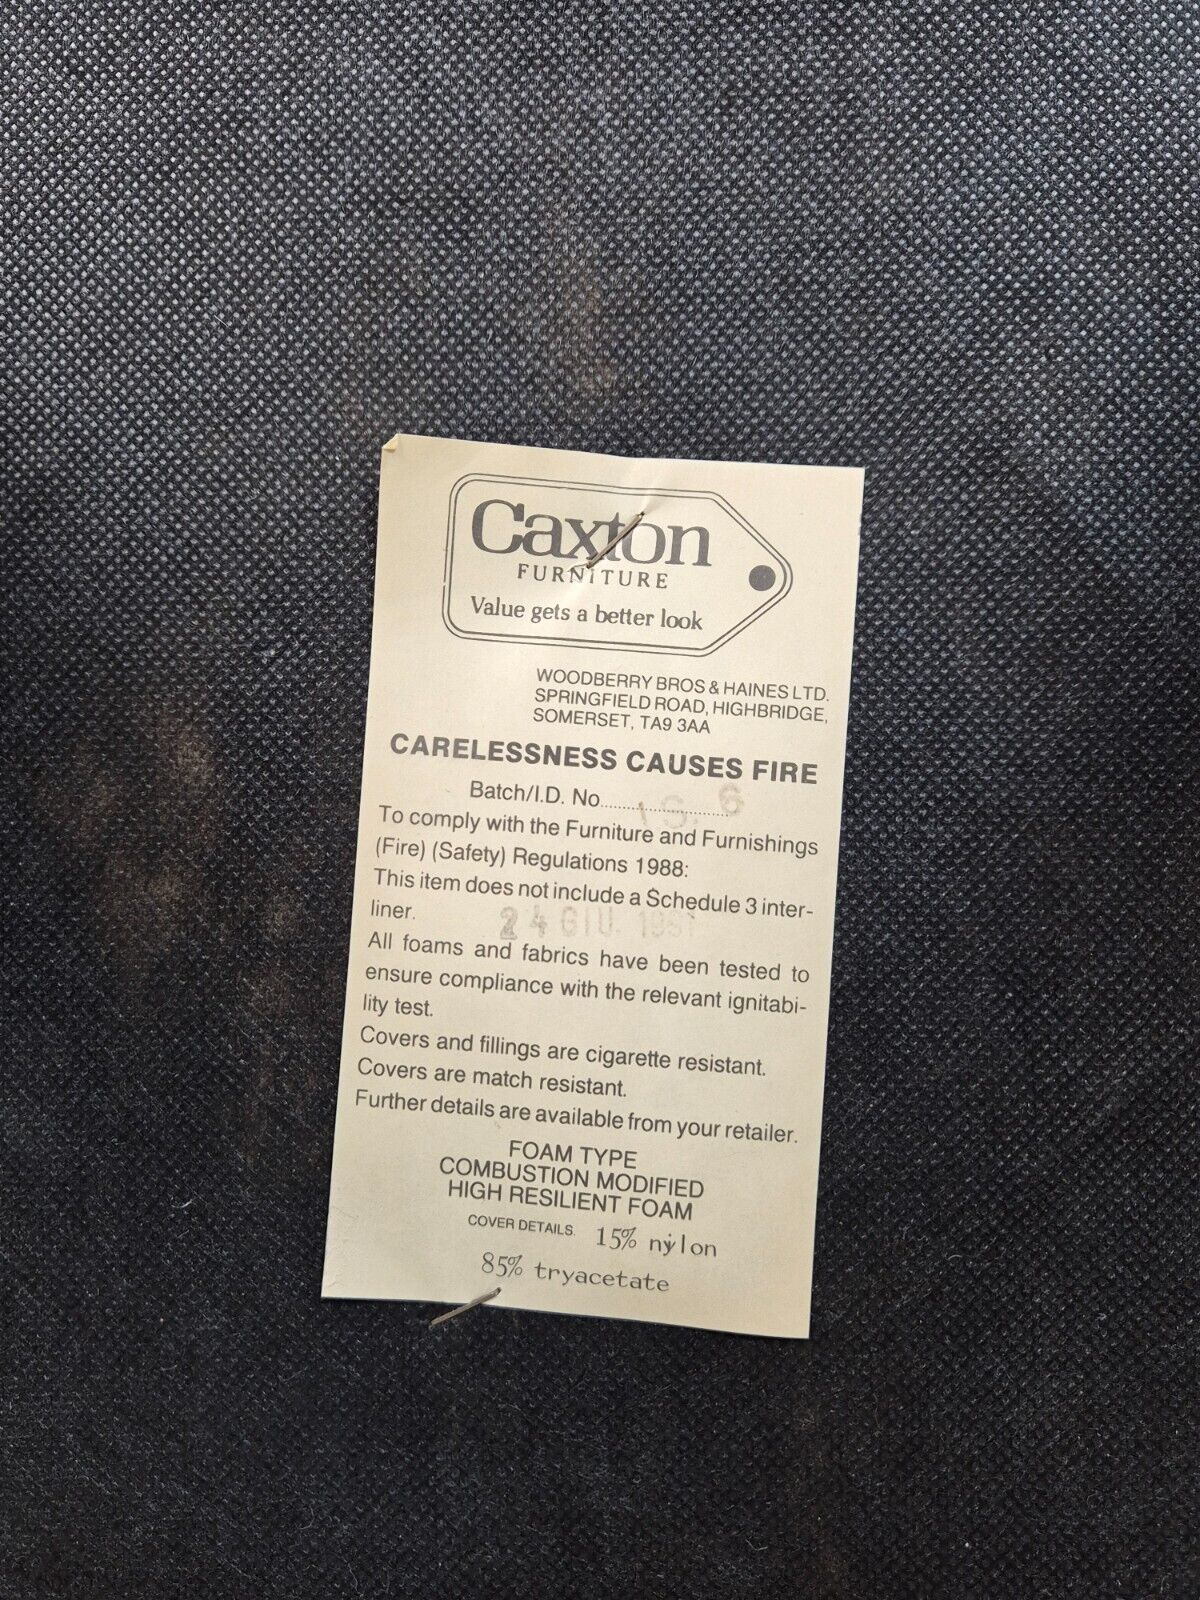 Caxton
FURNITURE
Value gets a better look
WOODBERRY BROS & HAINES LTD.
SPRINGFIELD ROAD, HIGHBRIDGE,
SOMERSET, TA9 3AA
CARELESSNESS CAUSES FIRE
Batch/I.D. No..............................
To comply with the Furniture and Furnishings
(Fire) (Safety) Regulations 1988:
This item does not include a Schedule 3 inter-
liner.
24 GIU.
All foams and fabrics have been tested to
ensure compliance with the relevant ignitabi-
lity test.
Covers and fillings are cigarette resistant.
Covers are match resistant.
Further details are available from your retailer.
FOAM TYPE
COMBUSTION MODIFIED
HIGH RESILIENT FOAM
COVER DETAILS. 15% nylon
85% tryacetate